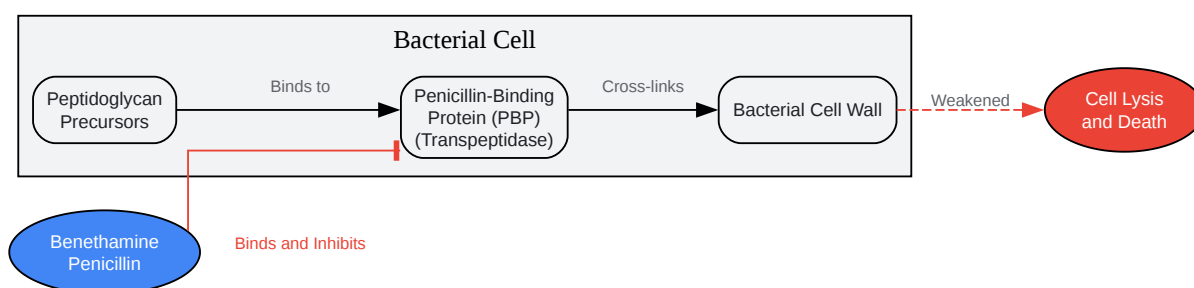 Bacterial Cell
Peptidoglycan
Precursors
Binds to
Penicillin-Binding
Protein (PBP)
(Transpeptidase)
Cross-links
Bacterial Cell Wall
Weakened
Cell Lysis
and Death
Benethamine
Penicillin
Binds and Inhibits